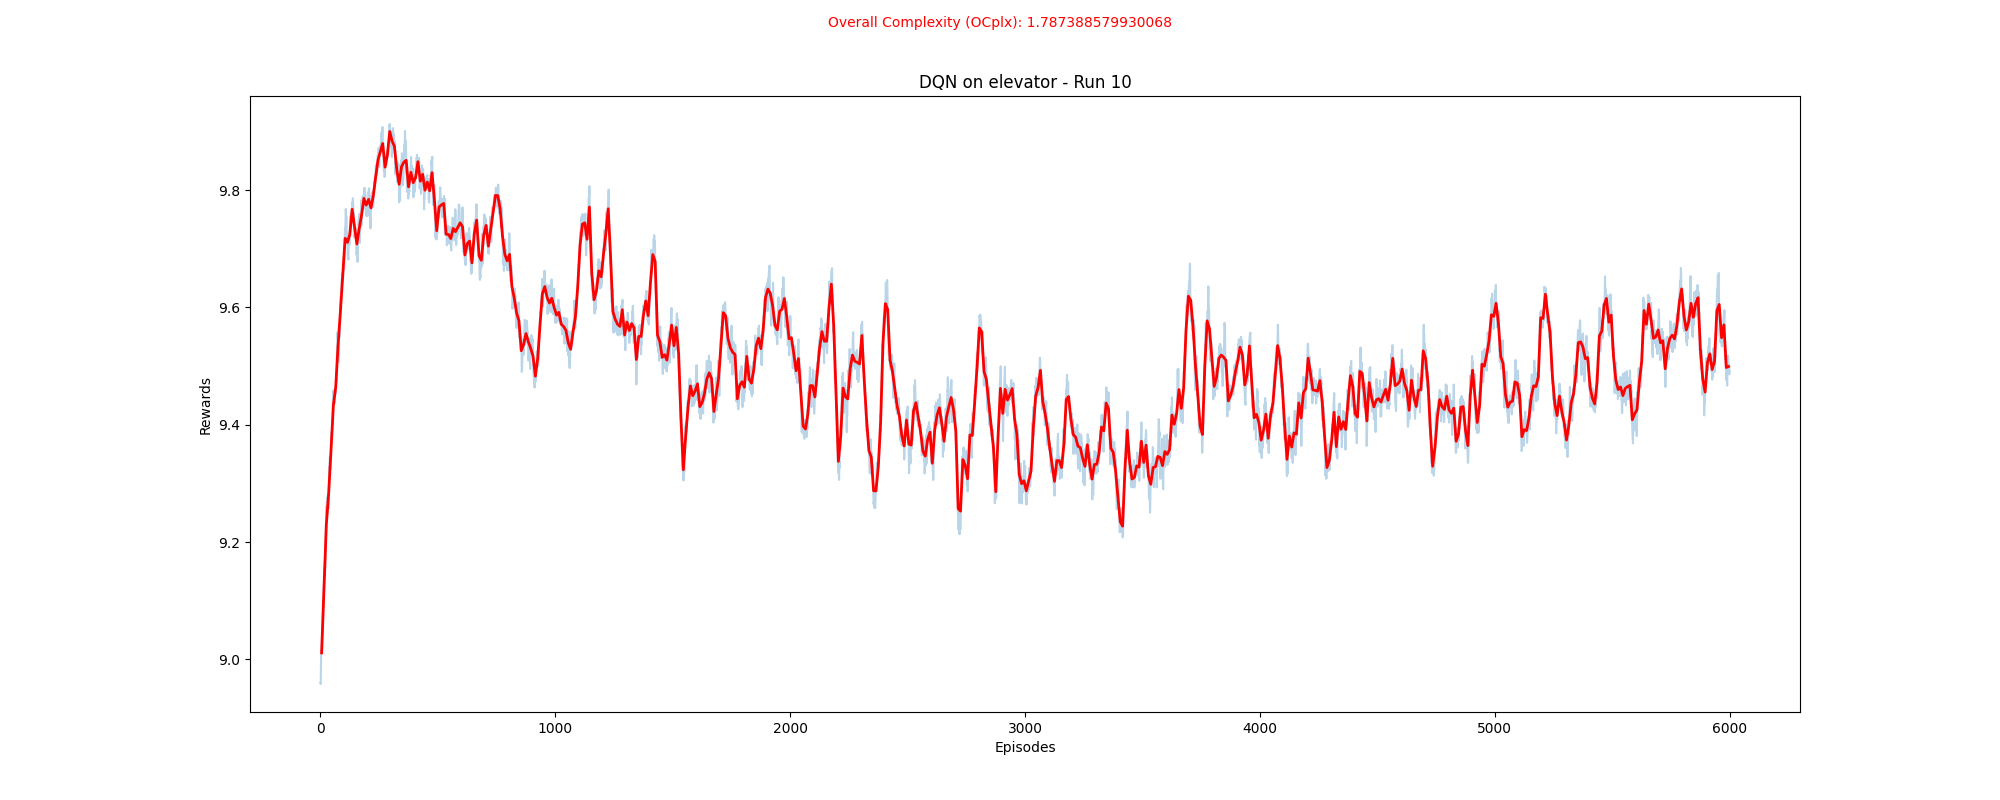 Overall Complexity (OCplx): 1.787388579930068
DQN on elevator - Run 10
Rewards
9.8
9.6
9.4
9.2
9.0
0 1000 2000 3000 4000 5000 6000
Episodes